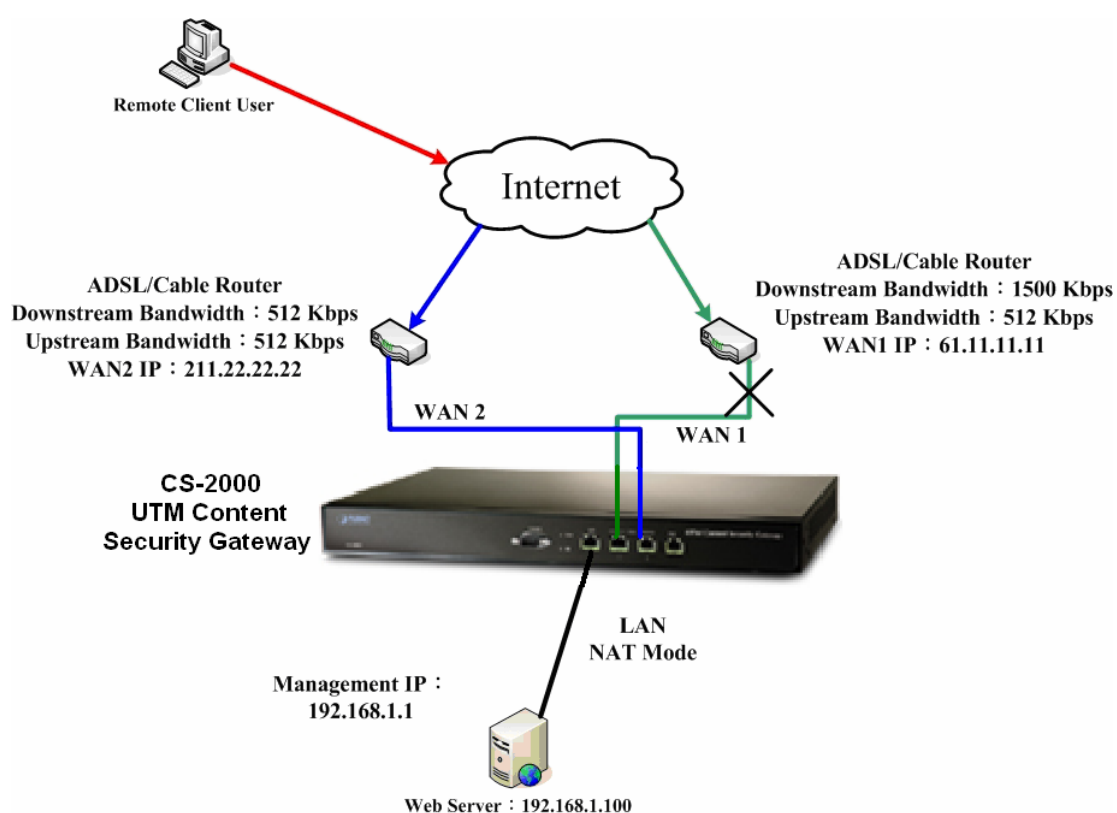 Remote Client User
Internet
ADSL/Cable Router
Downstream Bandwidth：512 Kbps
Upstream Bandwidth：512 Kbps
WAN2 IP：211.22.22.22
ADSL/Cable Router
Downstream Bandwidth：1500 Kbps
Upstream Bandwidth：512 Kbps
WAN1 IP：61.11.11.11
WAN 2
WAN 1
CS-2000
UTM Content
Security Gateway
LAN
NAT Mode
Management IP：
192.168.1.1
Web Server：192.168.1.100